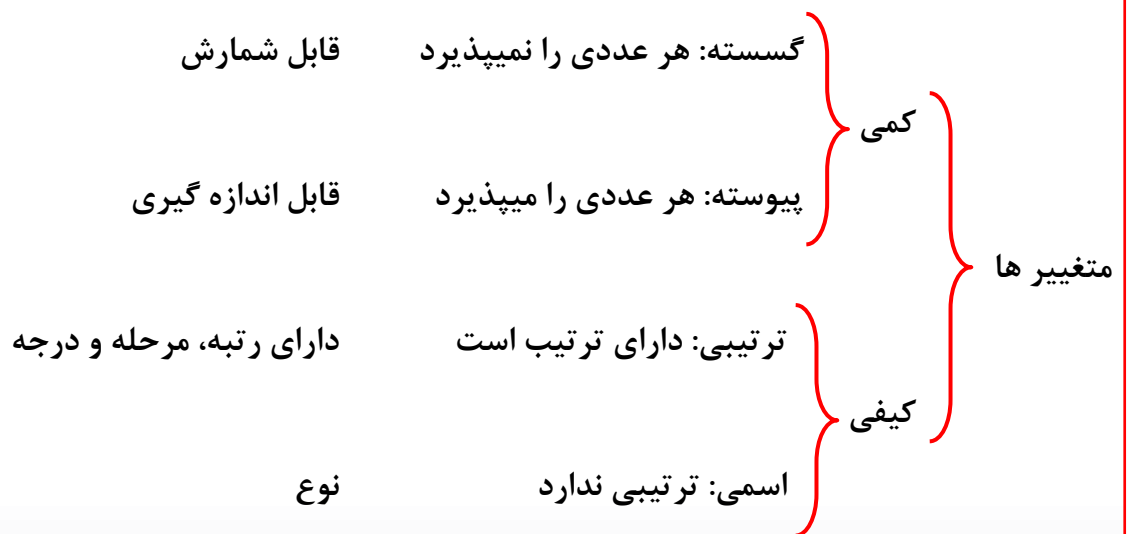 گسسته: هر عددی را نمیپذیرد قابل شمارش
کمی
پیوسته: هر عددی را میپذیرد قابل اندازه گیری
متغییر ها
ترتیبی: دارای ترتیب است دارای رتبه، مرحله و درجه
کیفی
اسمی: ترتیبی ندارد نوع